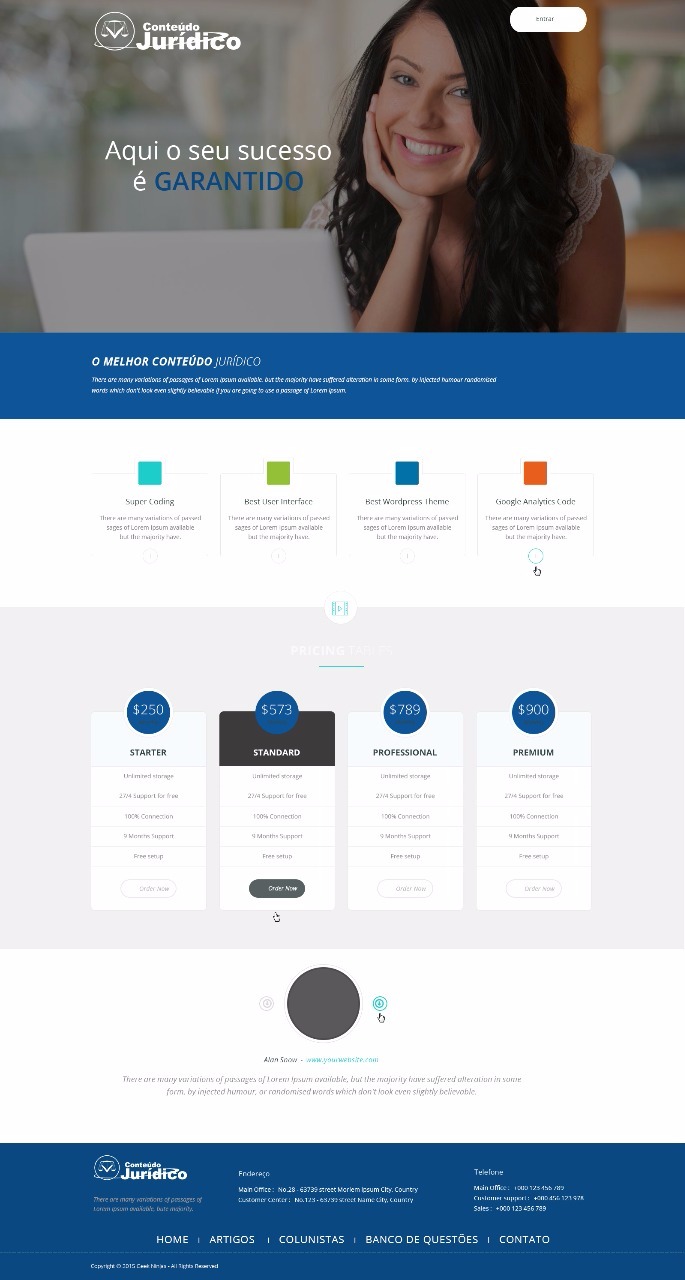 Conteúdo
Jurídico
Entrar
Aqui o seu sucesso
é GARANTIDO
O MELHOR CONTEÚDO JURÍDICO
There are many variations of passages of Lorem Ipsum available, but the majority have suffered alteration in some form, by injected humour randomised
words which don't look even slightly believable If you are going to use a passage of Lorem Ipsum.
Super Coding
There are many variations of passed
sages of Lorem Ipsum available
but the majority have.
Best User Interface
There are many variations of passed
sages of Lorem Ipsum available
but the majority have.
Best Wordpress Theme
There are many variations of passed
sages of Lorem Ipsum available
but the majority have.
Google Analytics Code
There are many variations of passed
sages of Lorem Ipsum available
but the majority have.
PRICING TABLES
$250
STARTER
Unlimited storage
27/4 Support for free
100% Connection
9 Months Support
Free setup
Order Now
$573
STANDARD
Unlimited storage
27/4 Support for free
100% Connection
9 Months Support
Free setup
Order Now
$789
PROFESSIONAL
Unlimited storage
27/4 Support for free
100% Connection
9 Months Support
Free setup
Order Now
$900
PREMIUM
Unlimited storage
27/4 Support for free
100% Connection
9 Months Support
Free setup
Order Now
Alan Snow - www.yourwebsite.com
There are many variations of passages of Lorem Ipsum available, but the majority have suffered alteration in some
form, by injected humour, or randomised words which don't look even slightly believable.
Conteúdo
Jurídico
There are many variations of passages of
Lorem Ipsum available, bute majority.
Endereço
Main Office : No.28 - 63739 street Morlem Ipsum City, Country
Customer Center : No.123 - 63739 street Name City, Country
Telefone
Main Office : +000 123 456 789
Customer support : +000 456 123 978
Sales : +000 123 456 789
HOME | ARTIGOS | COLUNISTAS | BANCO DE QUESTÕES | CONTATO
Copyright © 2015 Geek Ninjas - All Rights Reserved